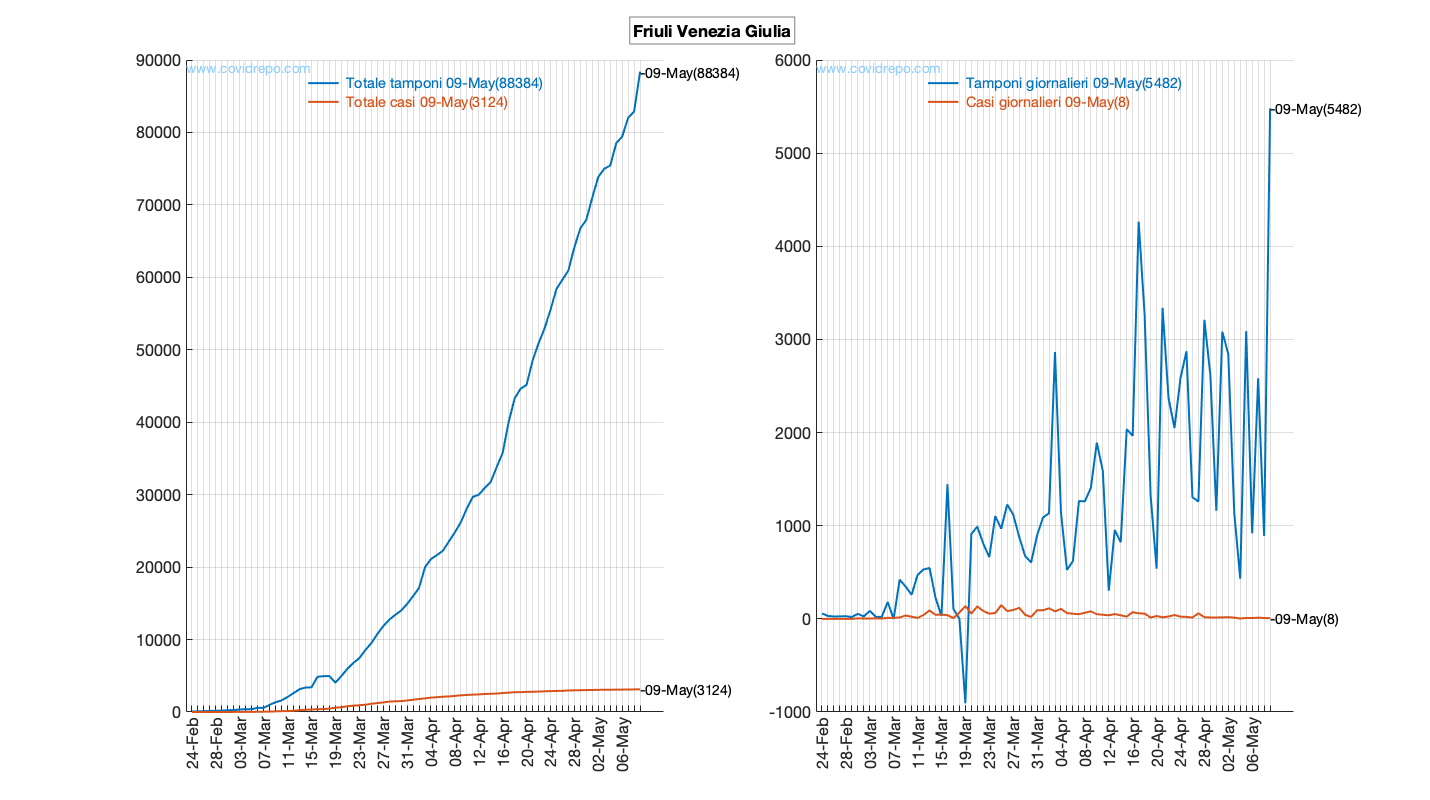 Friuli Venezia Giulia
www.covidrepo.com
Totale tamponi 09-May(88384)
Totale casi 09-May(3124)
90000
80000
70000
60000
50000
40000
30000
20000
10000
0
09-May(88384)
09-May(3124)
24-Feb
28-Feb
03-Mar
07-Mar
11-Mar
15-Mar
19-Mar
23-Mar
27-Mar
31-Mar
04-Apr
08-Apr
12-Apr
16-Apr
20-Apr
24-Apr
28-Apr
02-May
06-May
www.covidrepo.com
Tamponi giornalieri 09-May(5482)
Casi giornalieri 09-May(8)
6000
5000
4000
3000
2000
1000
0
-1000
09-May(5482)
09-May(8)
24-Feb
28-Feb
03-Mar
07-Mar
11-Mar
15-Mar
19-Mar
23-Mar
27-Mar
31-Mar
04-Apr
08-Apr
12-Apr
16-Apr
20-Apr
24-Apr
28-Apr
02-May
06-May